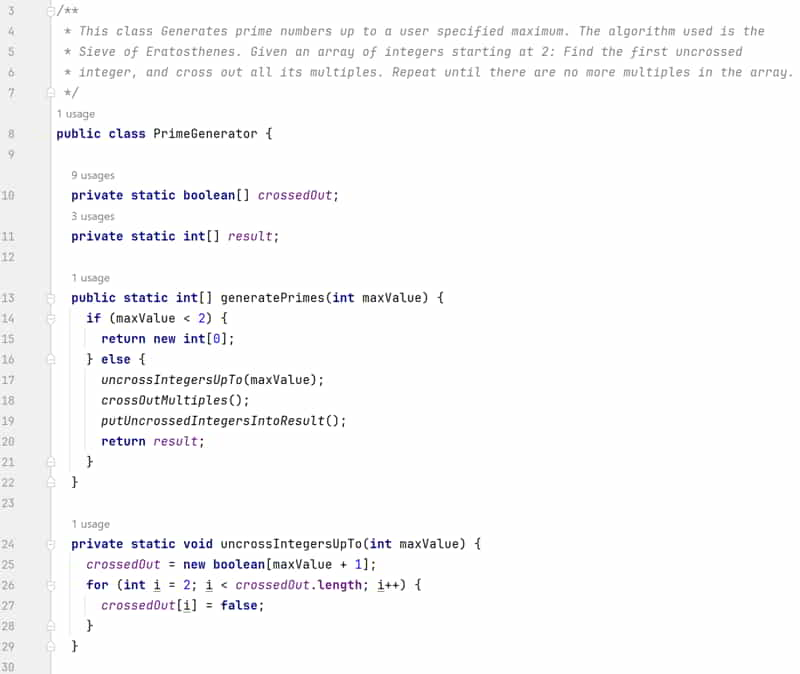 3 /**
4 * This class Generates prime numbers up to a user specified maximum. The algorithm used is the
5 * Sieve of Eratosthenes. Given an array of integers starting at 2: Find the first uncrossed
6 * integer, and cross out all its multiples. Repeat until there are no more multiples in the array.
7 */
1 usage
8 public class PrimeGenerator {
9
9 usages
10 private static boolean[] crossedOut;
3 usages
11 private static int[] result;
12
1 usage
13 public static int[] generatePrimes(int maxValue) {
14 if (maxValue < 2) {
15 return new int[0];
16 } else {
17 uncrossIntegersUpTo(maxValue);
18 crossOutMultiples();
19 putUncrossedIntegersIntoResult();
20 return result;
21 }
22 }
23
1 usage
24 private static void uncrossIntegersUpTo(int maxValue) {
25 crossedOut = new boolean[maxValue + 1];
26 for (int i = 2; i < crossedOut.length; i++) {
27 crossedOut[i] = false;
28 }
29 }
30